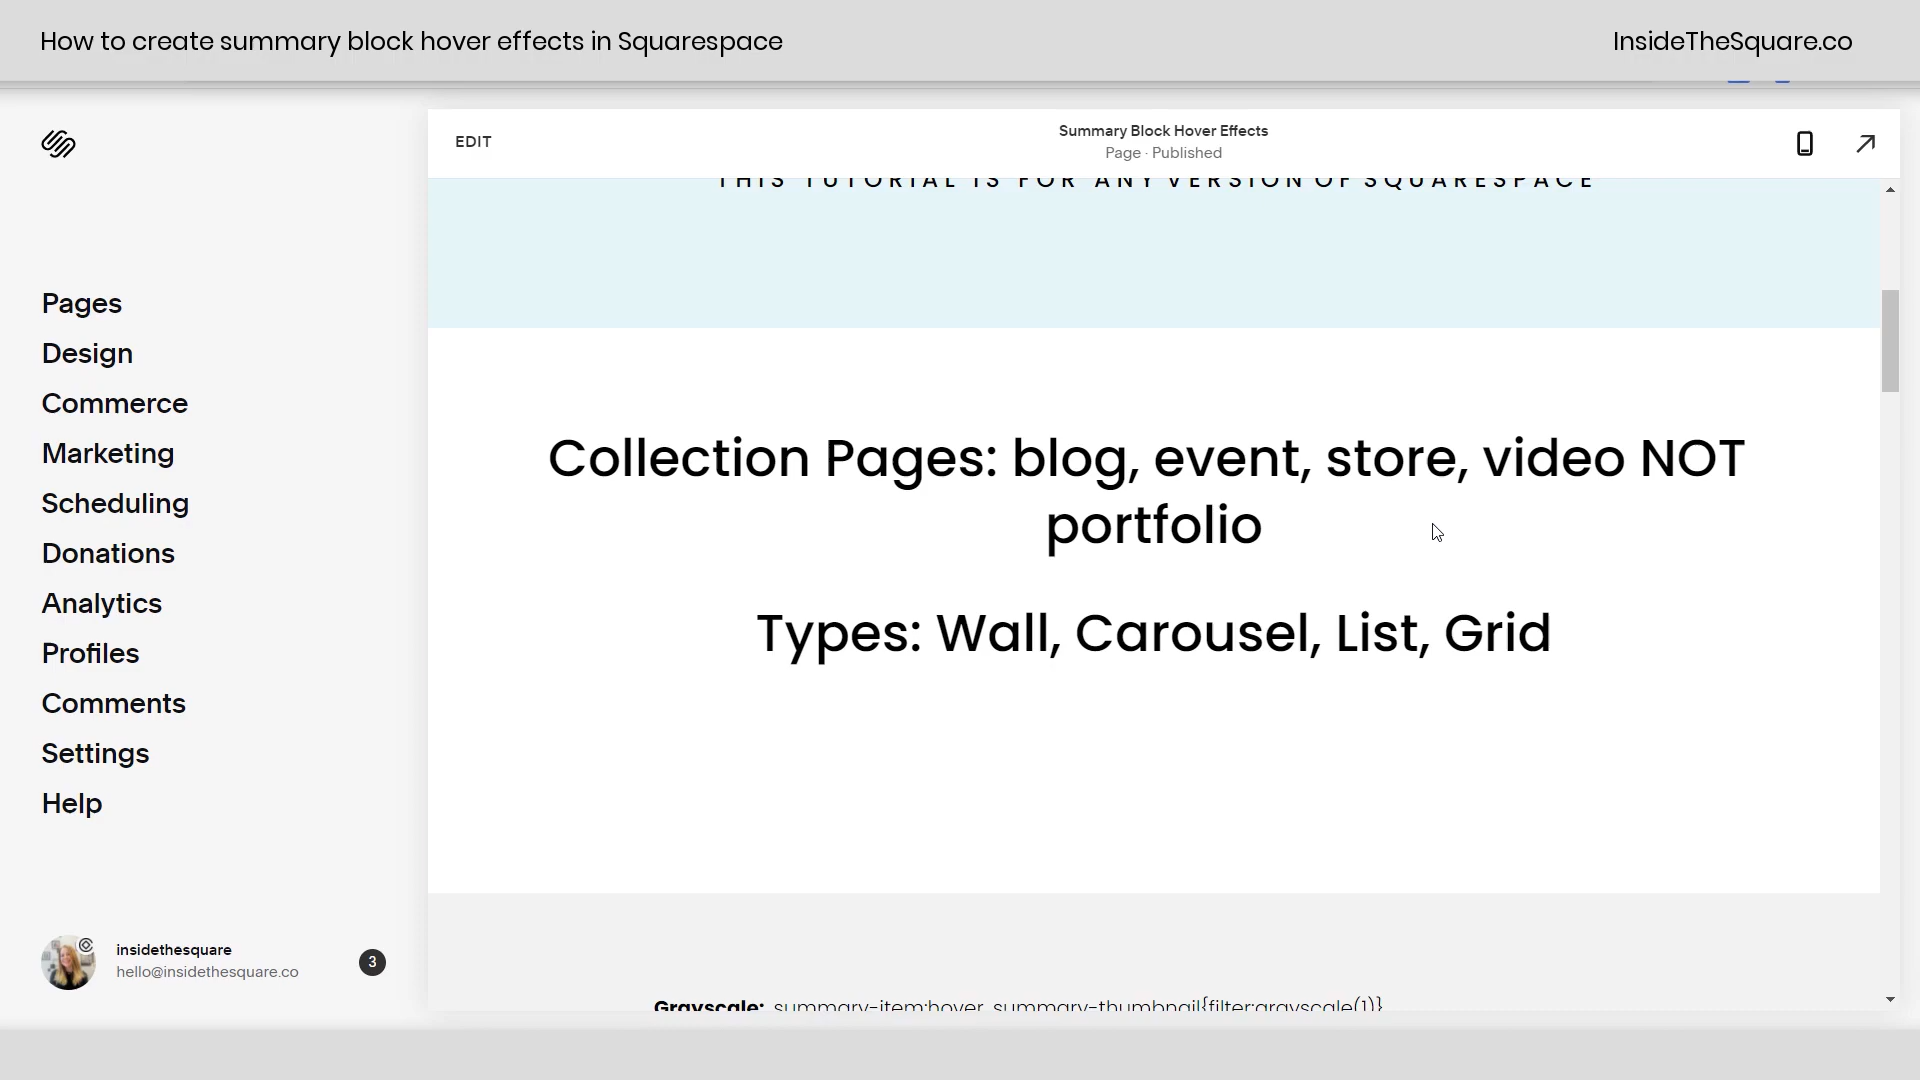 How to create summary block hover effects in Squarespace
InsideTheSquare.co
EDIT
Summary Block Hover Effects
Page · Published
THIS TUTORIAL IS FOR ANY VERSION OF SQUARESPACE
Pages
Design
Commerce
Marketing
Scheduling
Donations
Analytics
Profiles
Comments
Settings
Help
Collection Pages: blog, event, store, video NOT
portfolio
Types: Wall, Carousel, List, Grid
insidethesquare
hello@insidethesquare.co
3
Grayscale: .summary-item:hover .summary-thumbnail{filter:grayscale(1)}